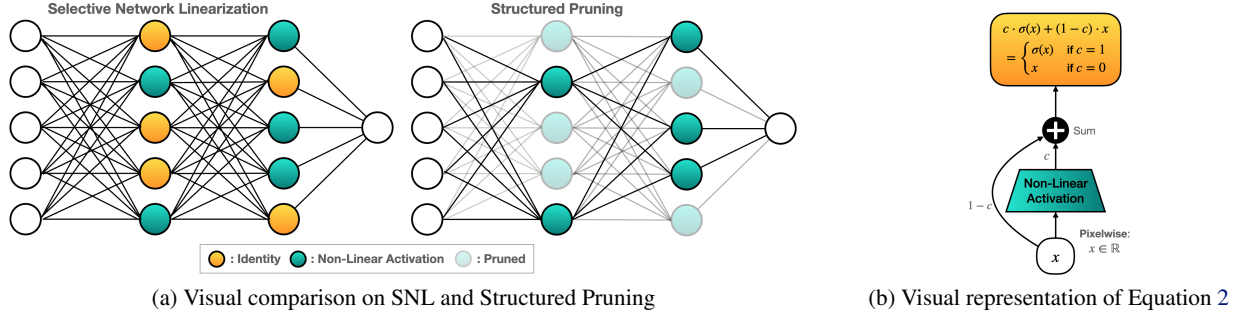 Selective Network Linearization
Structured Pruning
: Identity : Non-Linear Activation : Pruned
(a) Visual comparison on SNL and Structured Pruning
c · σ(x) + (1 − c) · x
= { σ(x) if c = 1
x if c = 0
Sum
c
Non-Linear
Activation
1 − c
Pixelwise:
x ∈ ℝ
x
(b) Visual representation of Equation 2